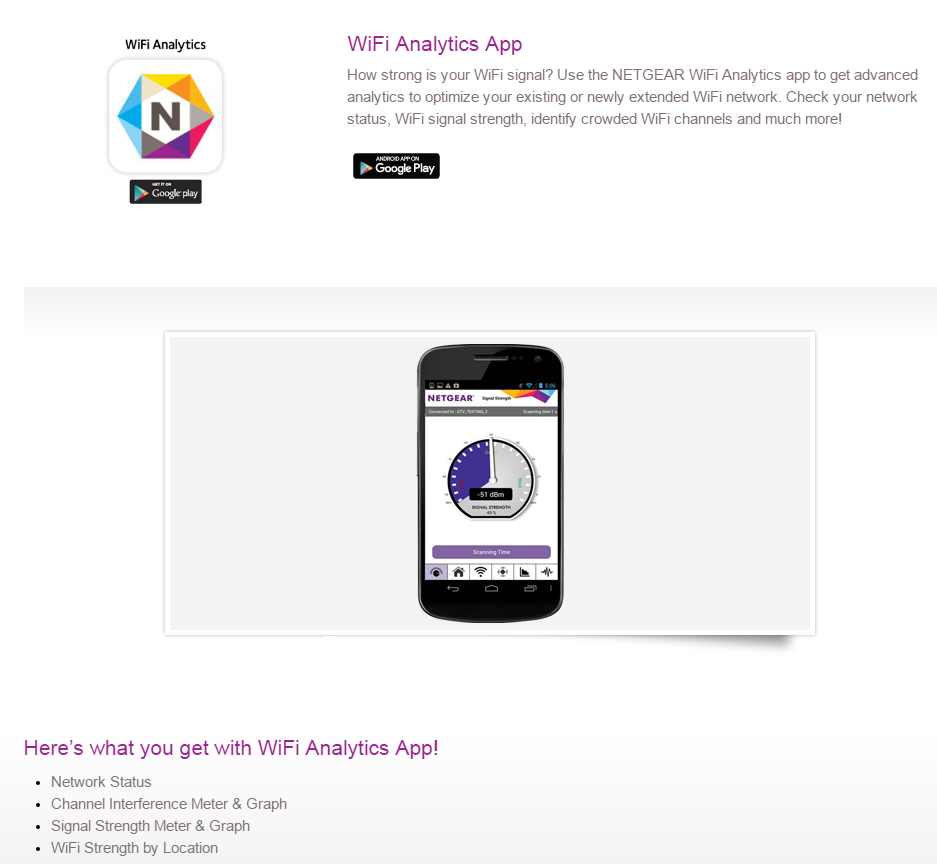 WiFi Analytics
N
GET IT ON
Google play
WiFi Analytics App
How strong is your WiFi signal? Use the NETGEAR WiFi Analytics app to get advanced
analytics to optimize your existing or newly extended WiFi network. Check your network
status, WiFi signal strength, identify crowded WiFi channels and much more!
ANDROID APP ON
Google Play
5:06
NETGEAR
Signal Strength
Connected to : GTV_TESTING_2
Scanning time:1
-51 dBm
SIGNAL STRENGTH
Scanning Time
Here's what you get with WiFi Analytics App!
Network Status
Channel Interference Meter & Graph
Signal Strength Meter & Graph
WiFi Strength by Location